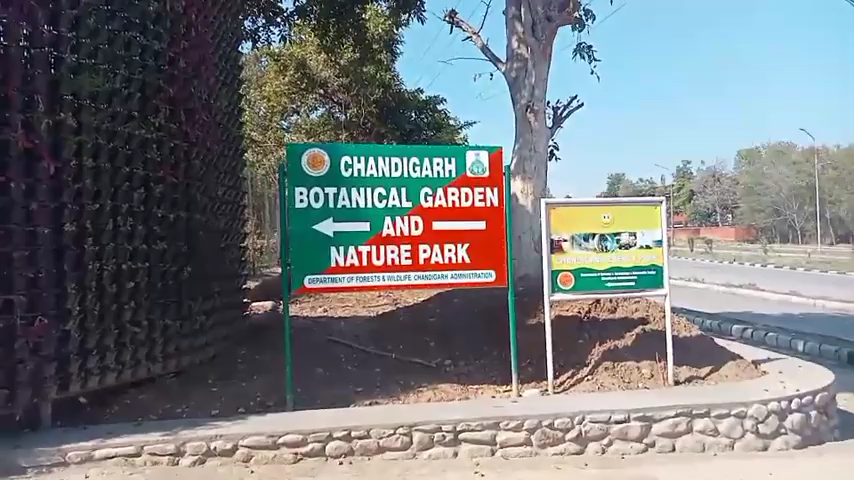 CHANDIGARH
BOTANICAL GARDEN
AND
NATURE PARK
DEPARTMENT OF FORESTS & WILDLIFE, CHANDIGARH ADMINISTRATION